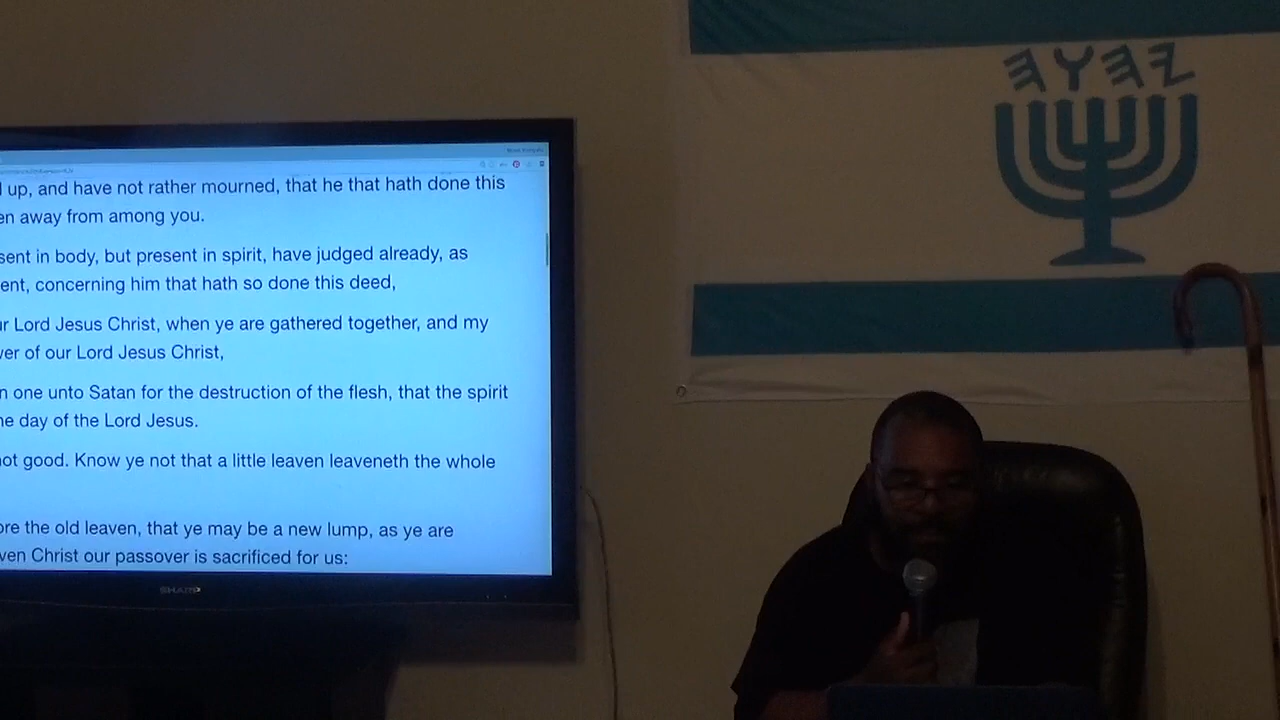 up, and have not rather mourned, that he that hath done this
en away from among you.
sent in body, but present in spirit, have judged already, as
ent, concerning him that hath so done this deed,
ur Lord Jesus Christ, when ye are gathered together, and my
ver of our Lord Jesus Christ,
n one unto Satan for the destruction of the flesh, that the spirit
he day of the Lord Jesus.
not good. Know ye not that a little leaven leaveneth the whole
ore the old leaven, that ye may be a new lump, as ye are
ven Christ our passover is sacrificed for us:
SHARP
𐤉𐤄𐤅𐤄